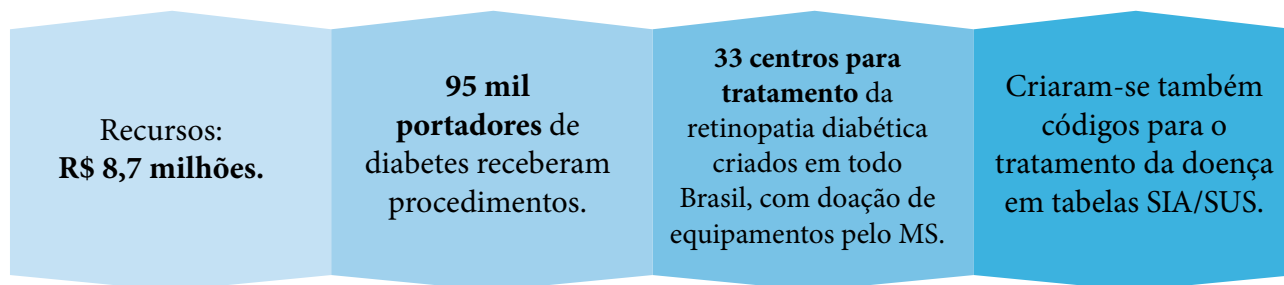 Recursos:
R$ 8,7 milhões.
95 mil
portadores de
diabetes receberam
procedimentos.
33 centros para
tratamento da
retinopatia diabética
criados em todo
Brasil, com doação de
equipamentos pelo MS.
Criaram-se também
códigos para o
tratamento da doença
em tabelas SIA/SUS.